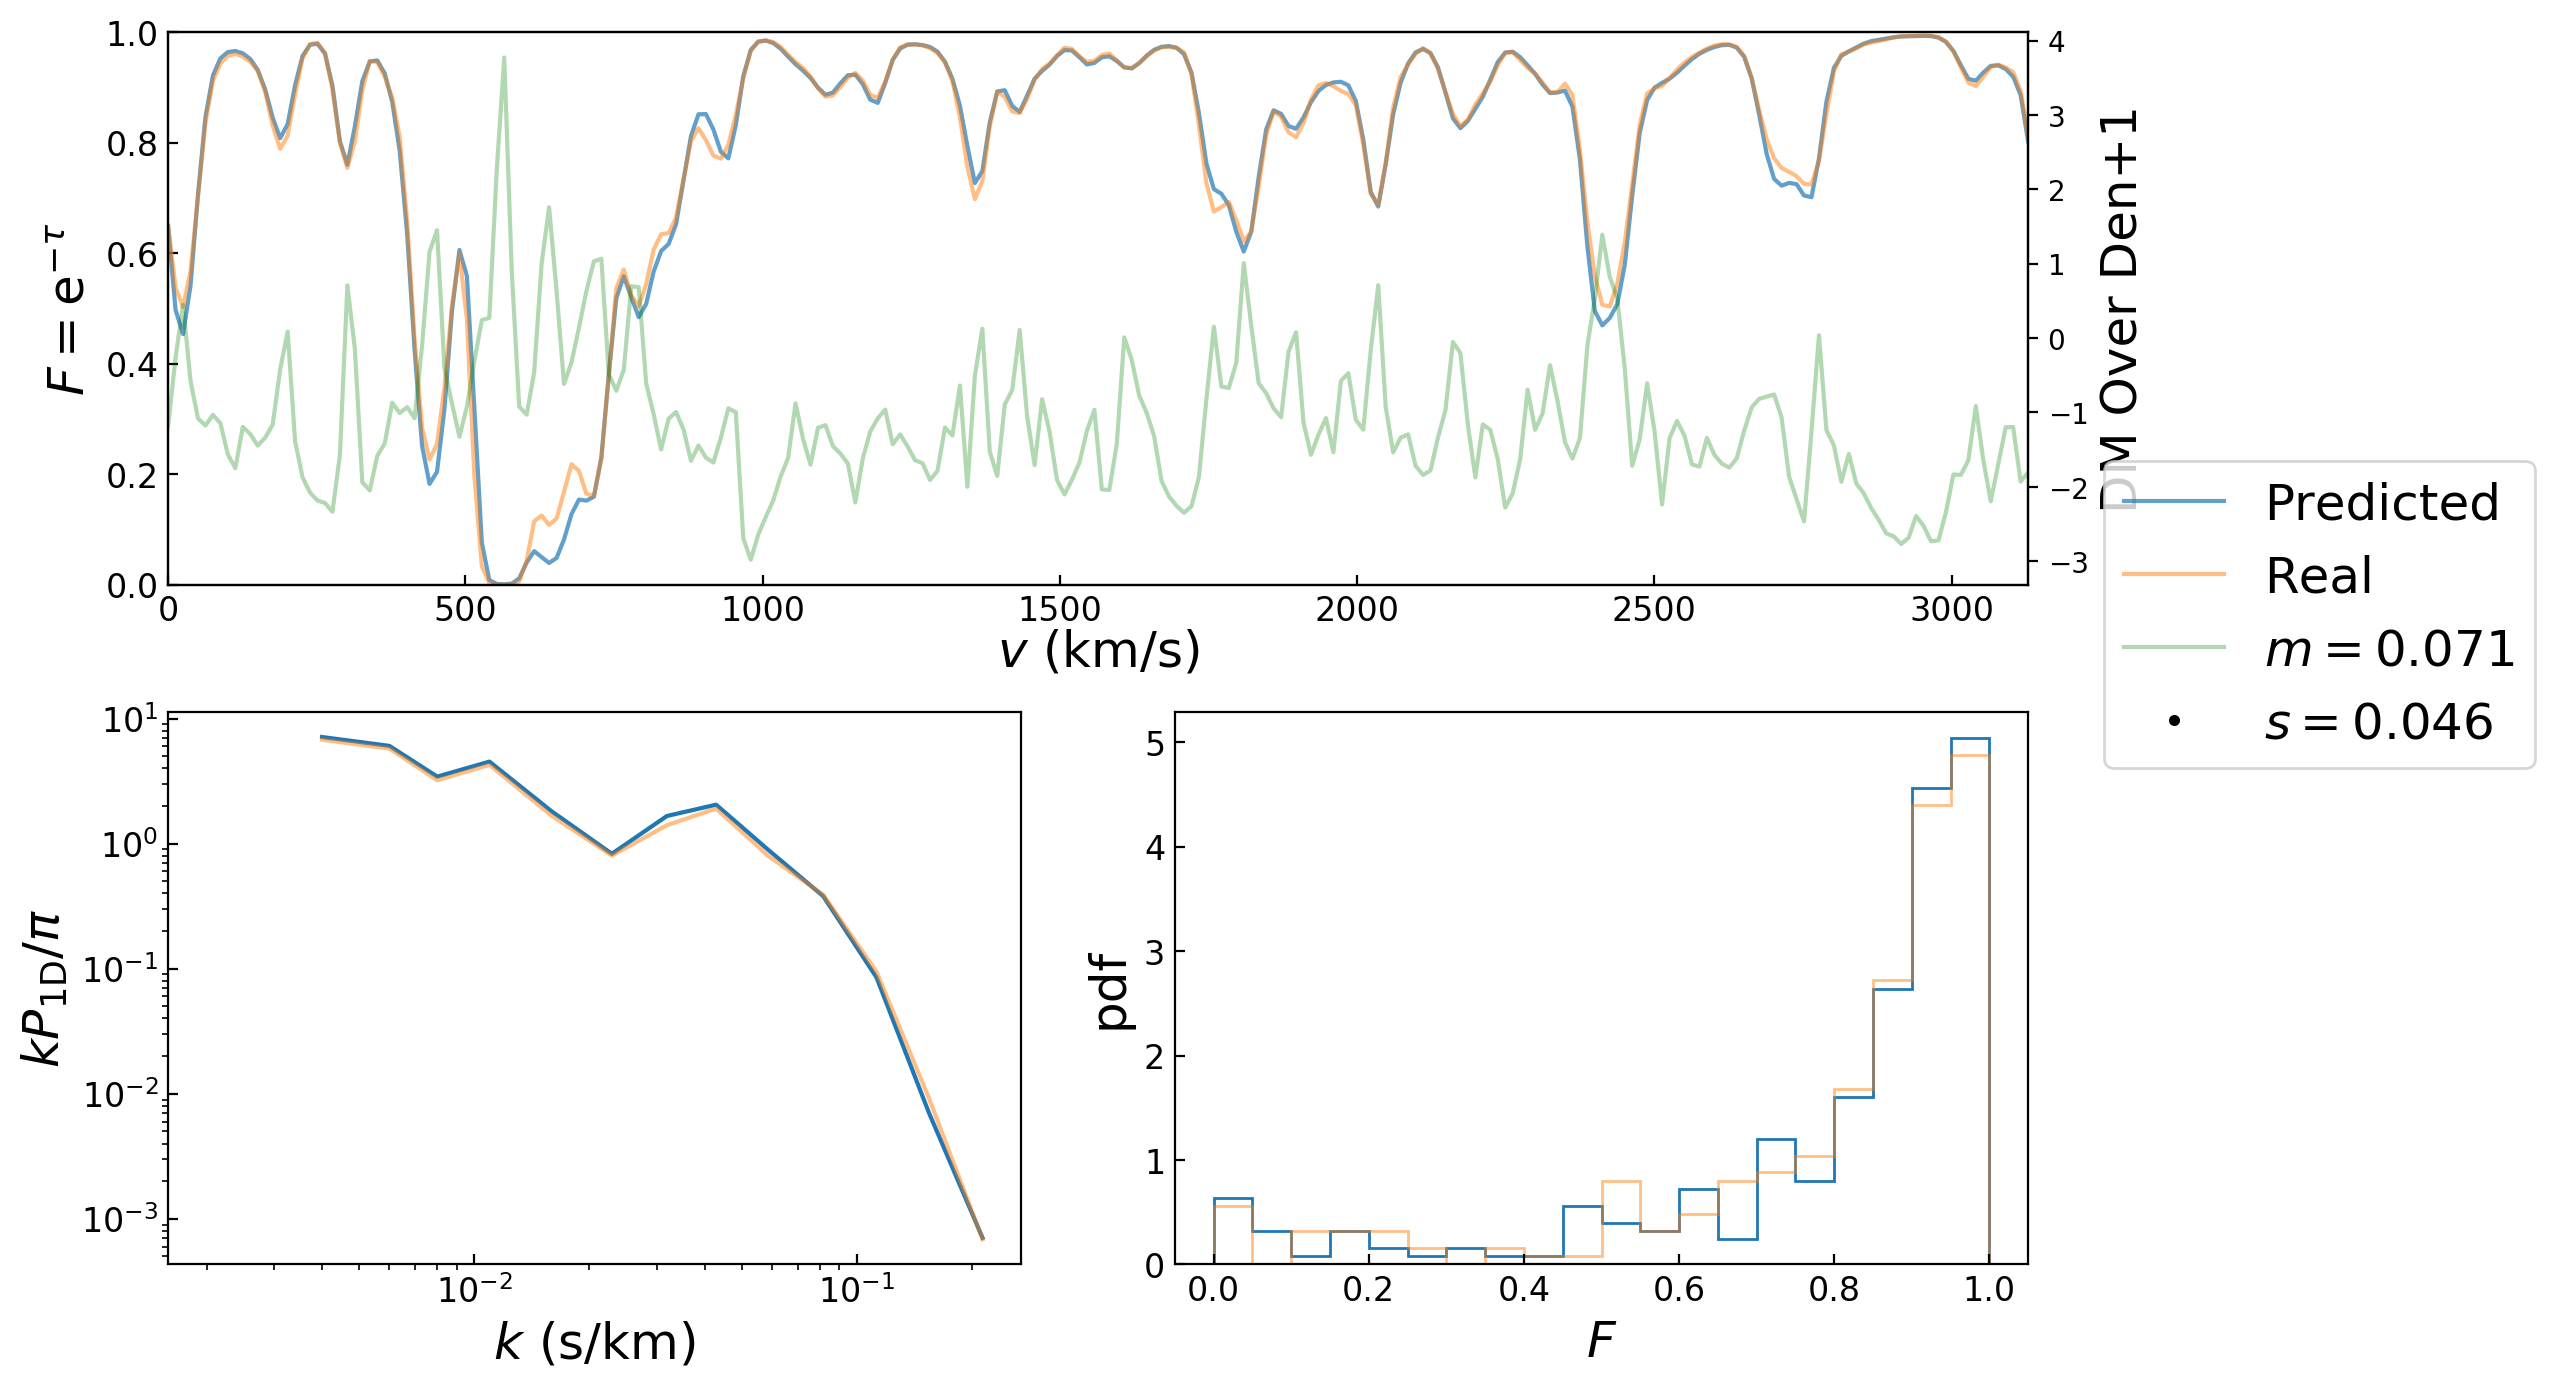 1.0
0.8
0.6
0.4
0.2
0.0
F = e^{−τ}
4
3
2
1
0
−1
−2
−3
DM Over Den+1
0 500 1000 1500 2000 2500 3000
v (km/s)
Predicted
Real
m = 0.071
s = 0.046
10^1
10^0
10^{−1}
10^{−2}
10^{−3}
kP_{1D}/π
10^{−2} 10^{−1}
k (s/km)
5
4
3
2
1
0
pdf
0.0 0.2 0.4 0.6 0.8 1.0
F